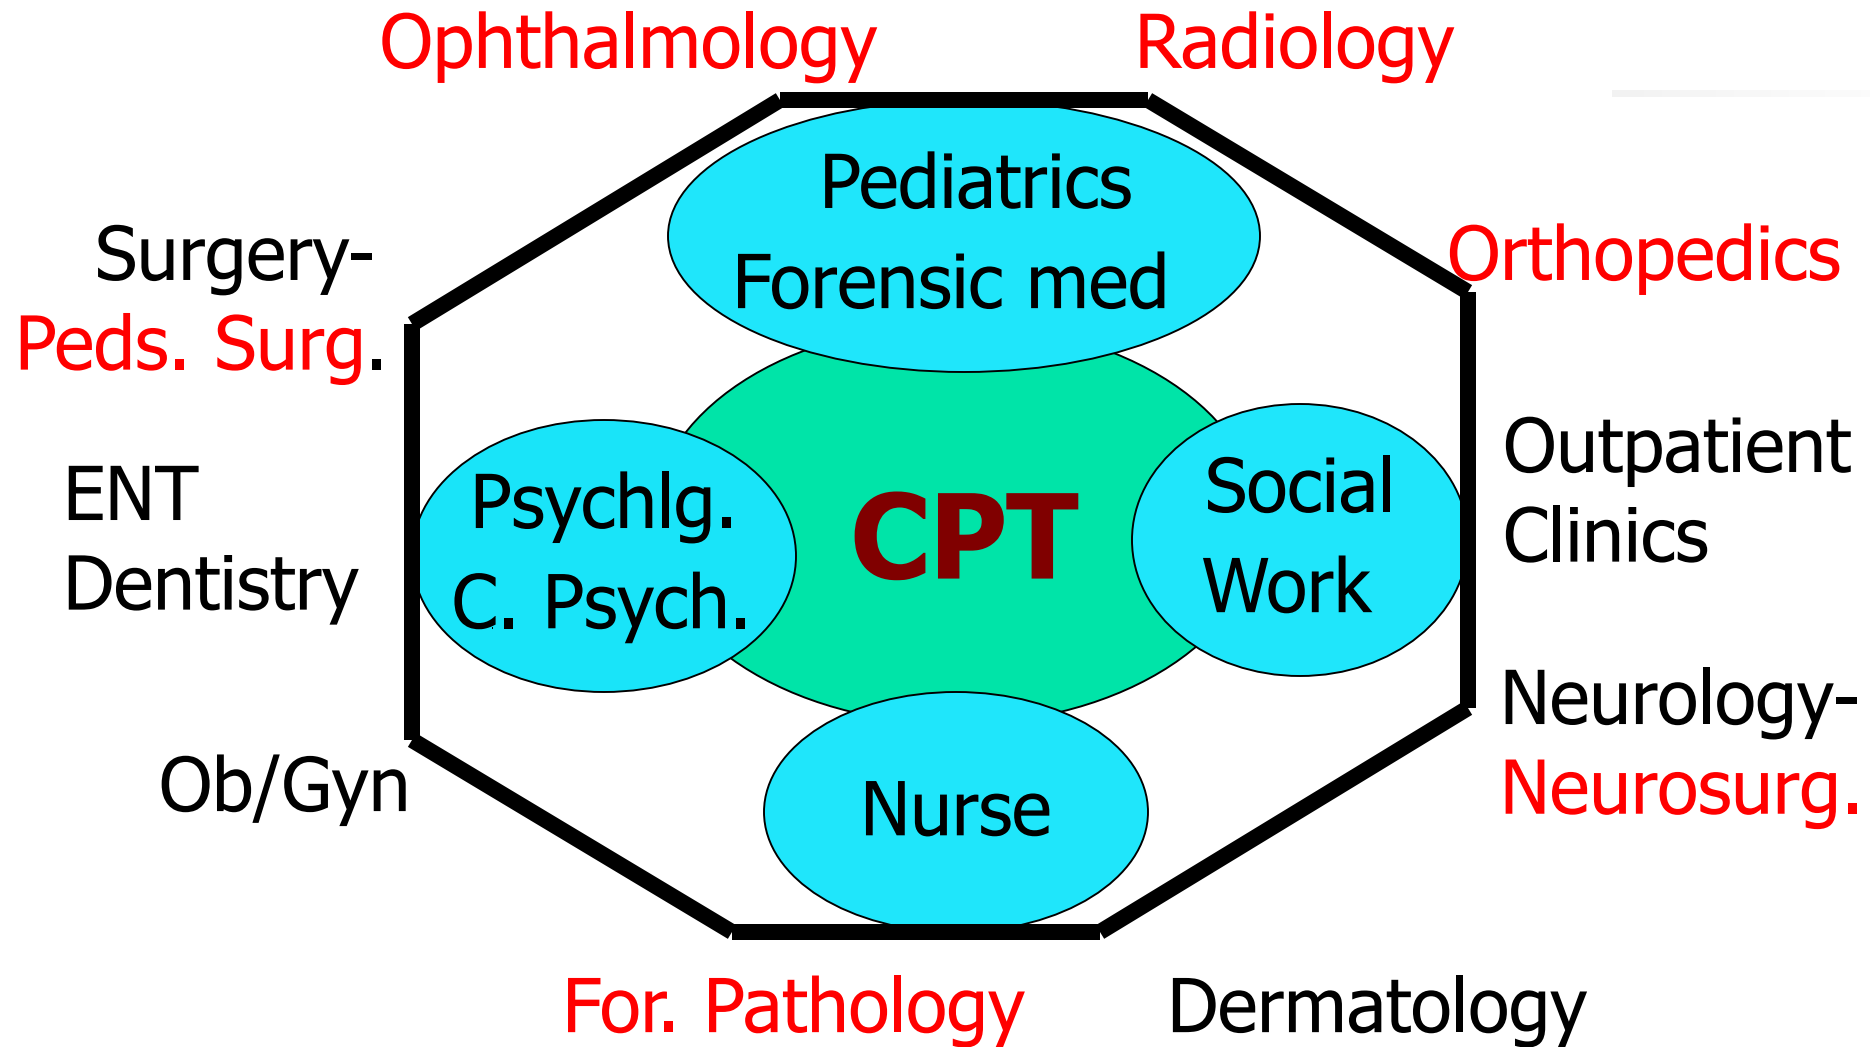 Ophthalmology
Radiology
Pediatrics
Forensic med
Surgery-
Peds. Surg.
Orthopedics
ENT
Dentistry
Psychlg.
C. Psych.
CPT
Social
Work
Outpatient
Clinics
Ob/Gyn
Nurse
Neurology-
Neurosurg.
For. Pathology
Dermatology